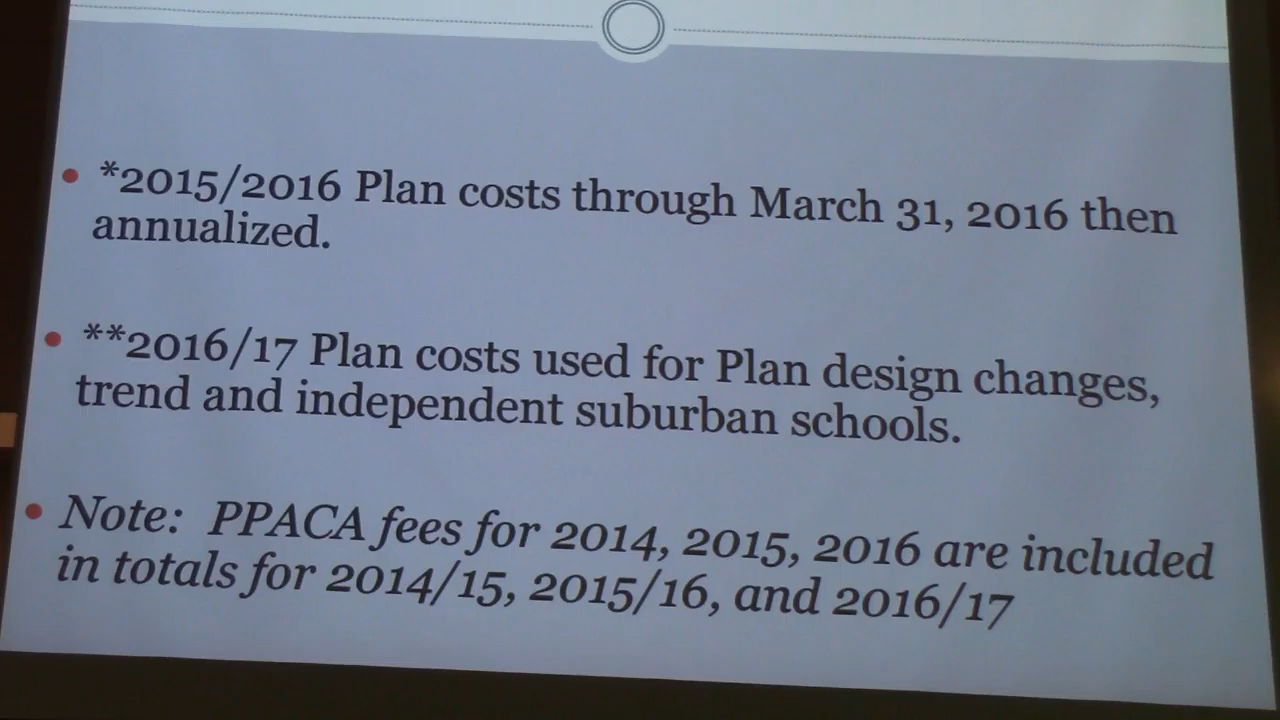 *2015/2016 Plan costs through March 31, 2016 then
annualized.
**2016/17 Plan costs used for Plan design changes,
trend and independent suburban schools.
Note: PPACA fees for 2014, 2015, 2016 are included
in totals for 2014/15, 2015/16, and 2016/17